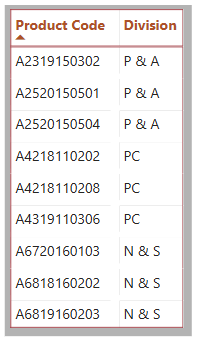 Product Code Division
A2319150302 P & A
A2520150501 P & A
A2520150504 P & A
A4218110202 PC
A4218110208 PC
A4319110306 PC
A6720160103 N & S
A6818160202 N & S
A6819160203 N & S